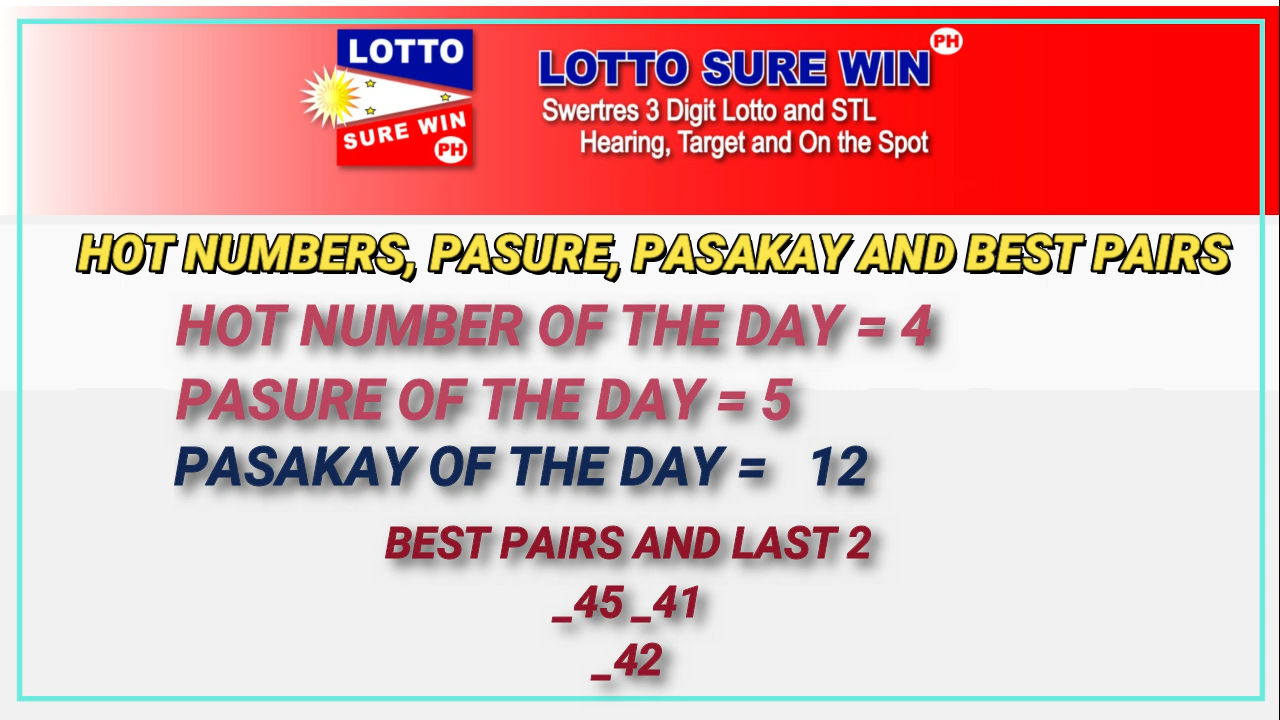 LOTTO
SURE WIN
PH
LOTTO SURE WIN PH
Swertres 3 Digit Lotto and STL
Hearing, Target and On the Spot
HOT NUMBERS, PASURE, PASAKAY AND BEST PAIRS
HOT NUMBER OF THE DAY = 4
PASURE OF THE DAY = 5
PASAKAY OF THE DAY = 12
BEST PAIRS AND LAST 2
_45 _41
_42